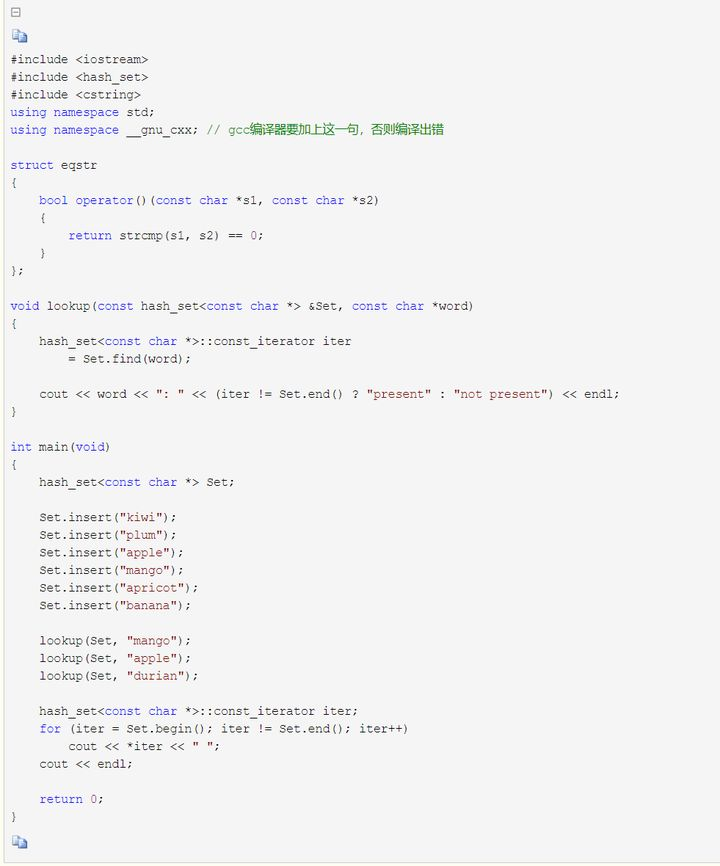 #include <iostream>
#include <hash_set>
#include <cstring>
using namespace std;
using namespace __gnu_cxx; // gcc编译器要加上这一句，否则编译出错

struct eqstr
{
    bool operator()(const char *s1, const char *s2)
    {
        return strcmp(s1, s2) == 0;
    }
};

void lookup(const hash_set<const char *> &Set, const char *word)
{
    hash_set<const char *>::const_iterator iter
        = Set.find(word);

    cout << word << ": " << (iter != Set.end() ? "present" : "not present") << endl;
}

int main(void)
{
    hash_set<const char *> Set;

    Set.insert("kiwi");
    Set.insert("plum");
    Set.insert("apple");
    Set.insert("mango");
    Set.insert("apricot");
    Set.insert("banana");

    lookup(Set, "mango");
    lookup(Set, "apple");
    lookup(Set, "durian");

    hash_set<const char *>::const_iterator iter;
    for (iter = Set.begin(); iter != Set.end(); iter++)
        cout << *iter << " ";
    cout << endl;

    return 0;
}